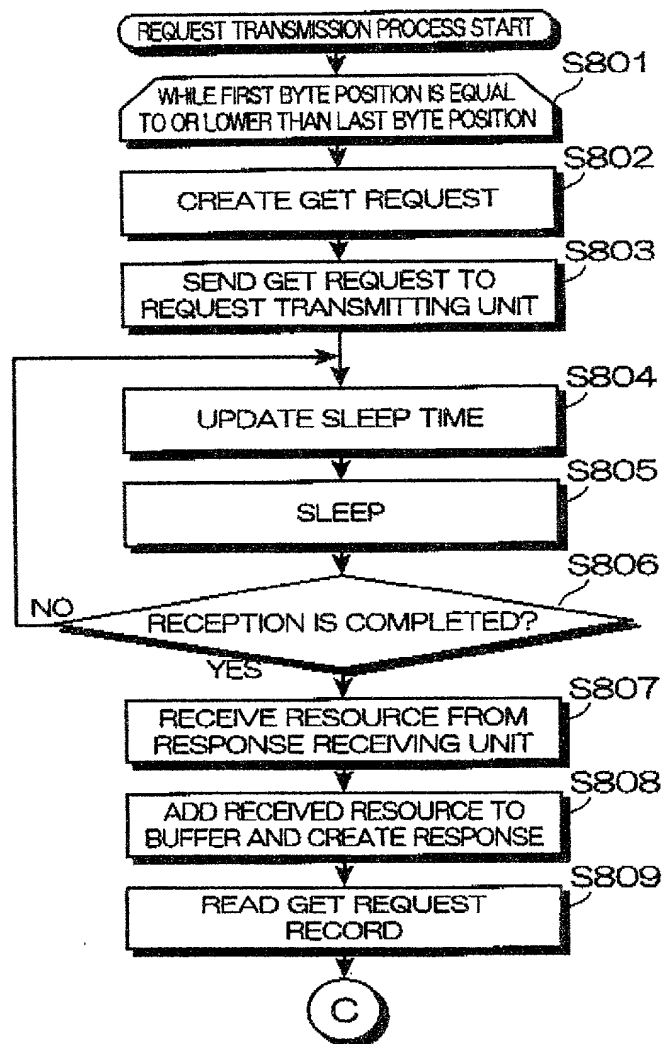 REQUEST TRANSMISSION PROCESS START
S801
WHILE FIRST BYTE POSITION IS EQUAL
TO OR LOWER THAN LAST BYTE POSITION
S802
CREATE GET REQUEST
S803
SEND GET REQUEST TO
REQUEST TRANSMITTING UNIT
S804
UPDATE SLEEP TIME
S805
SLEEP
S806
NO
RECEPTION IS COMPLETED?
YES
S807
RECEIVE RESOURCE FROM
RESPONSE RECEIVING UNIT
S808
ADD RECEIVED RESOURCE TO
BUFFER AND CREATE RESPONSE
S809
READ GET REQUEST
RECORD
C